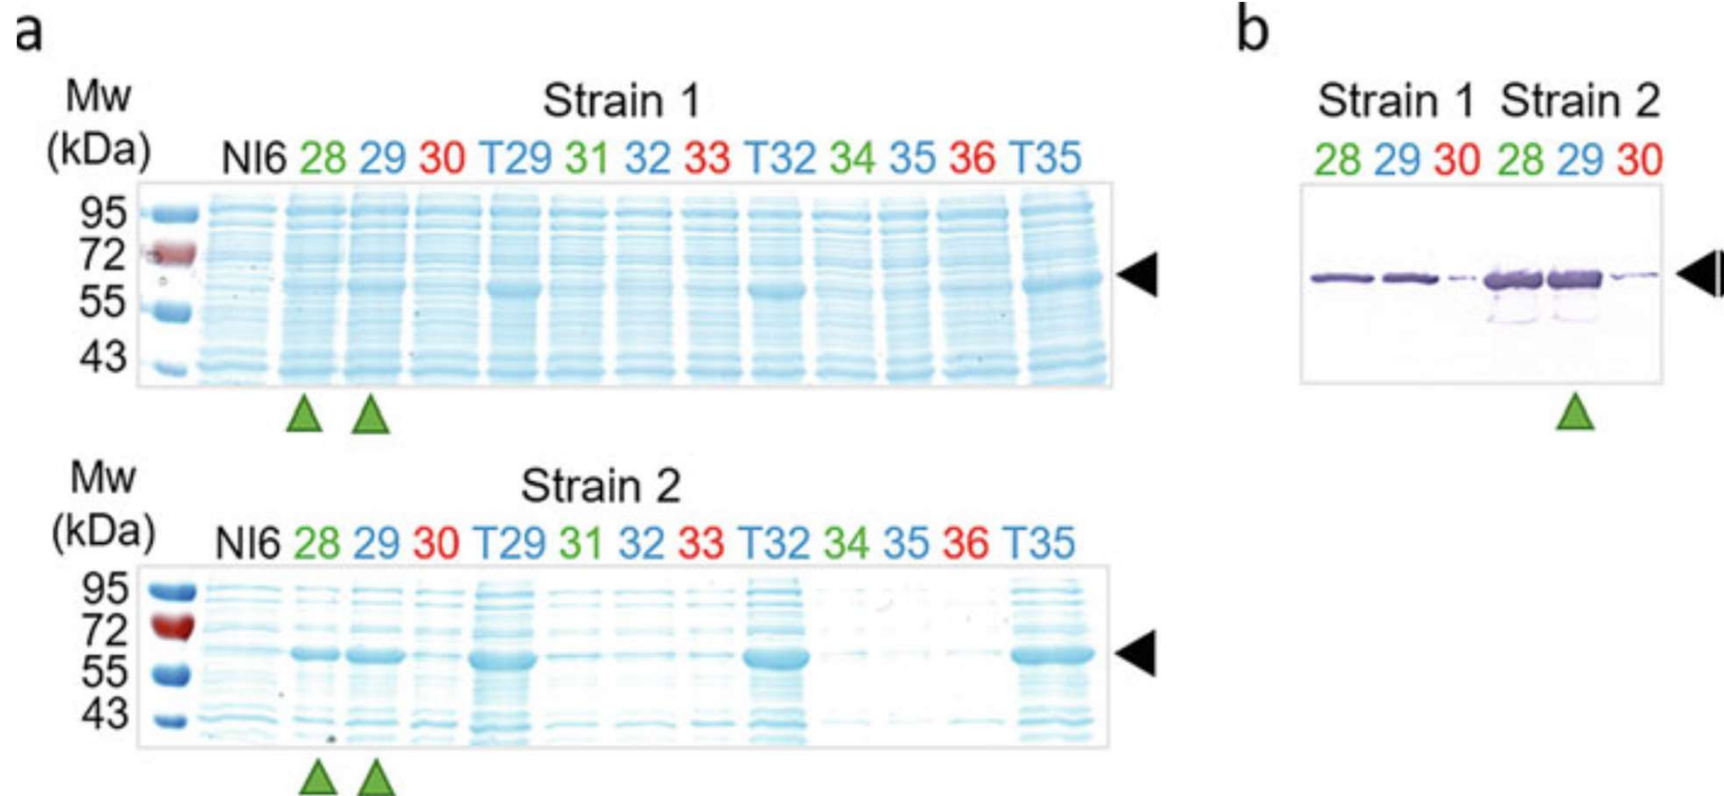 a
Mw
(kDa)
Strain 1
NI6 28 29 30 T29 31 32 33 T32 34 35 36 T35
95
72
55
43
Mw
(kDa)
Strain 2
NI6 28 29 30 T29 31 32 33 T32 34 35 36 T35
95
72
55
43
b
Strain 1 Strain 2
28 29 30 28 29 30